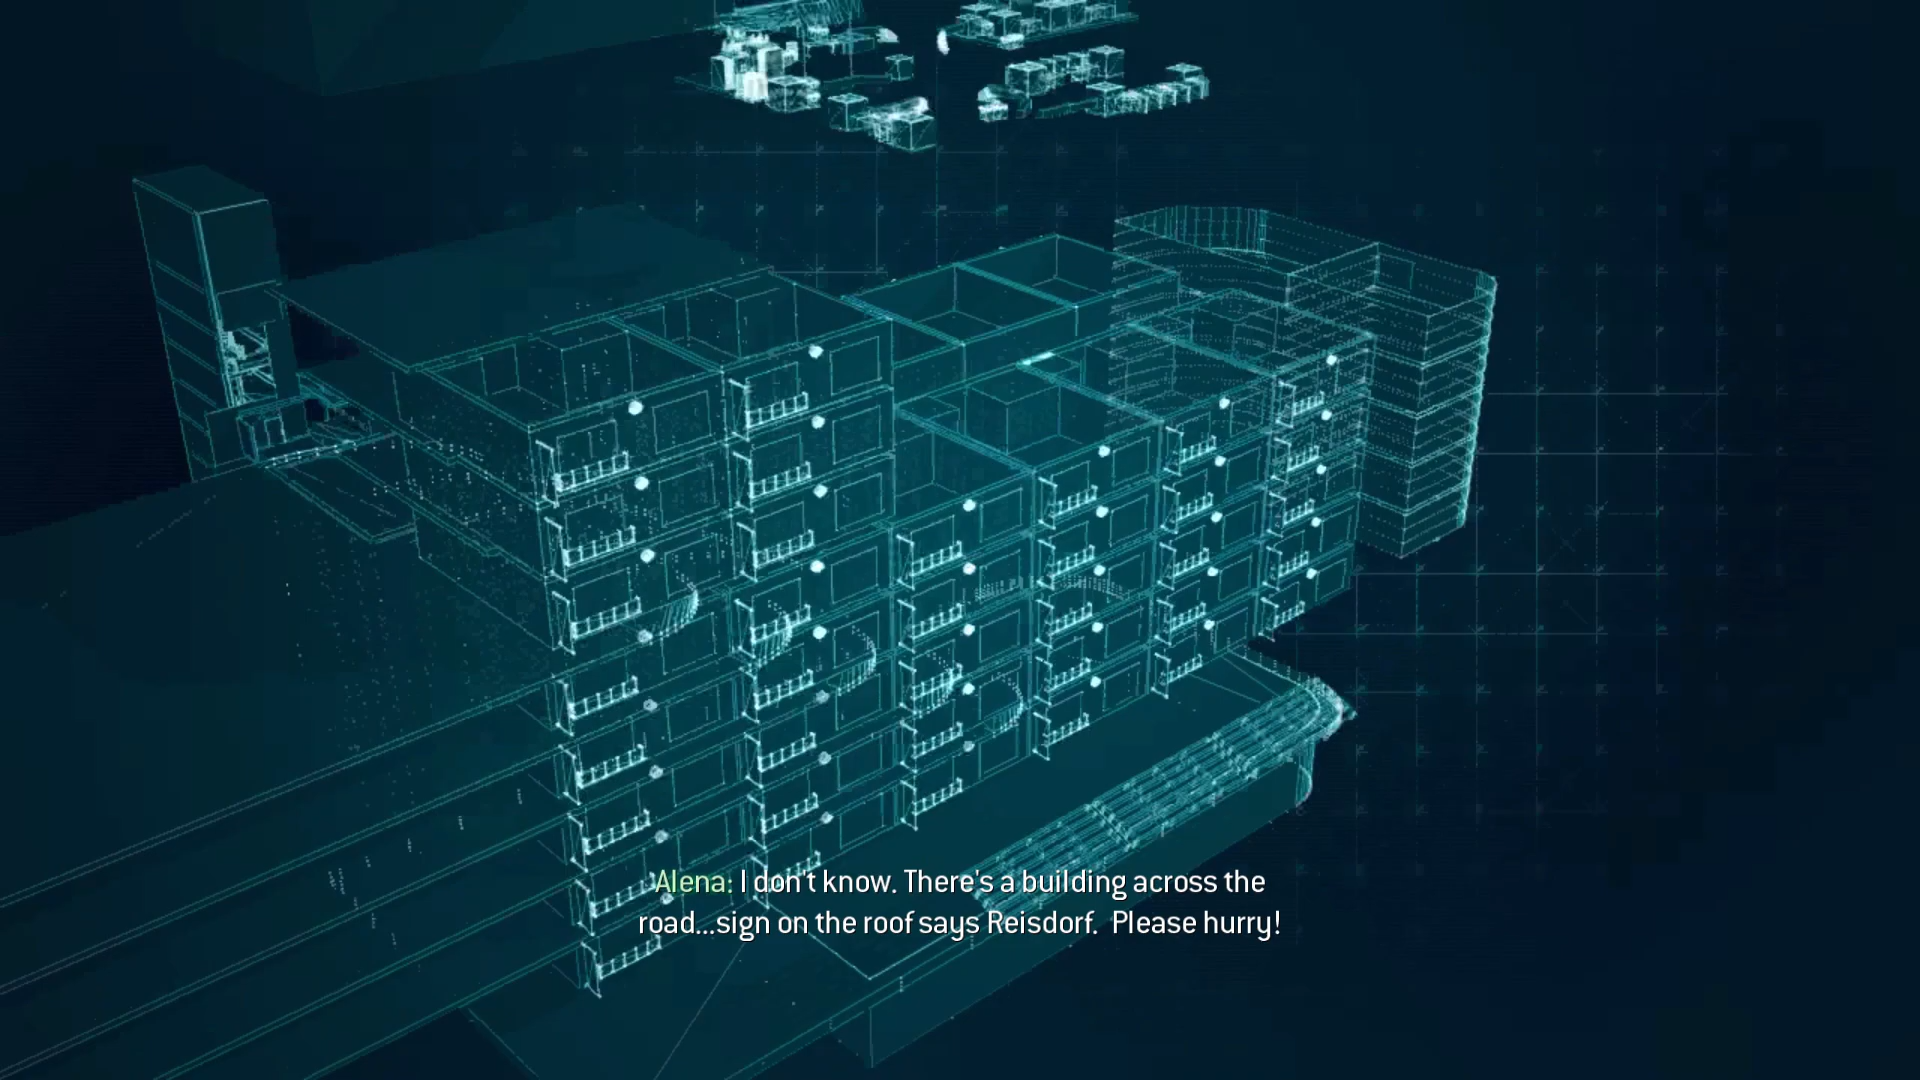 Alena: I don't know. There's a building across the
road...sign on the roof says Reisdorf. Please hurry!